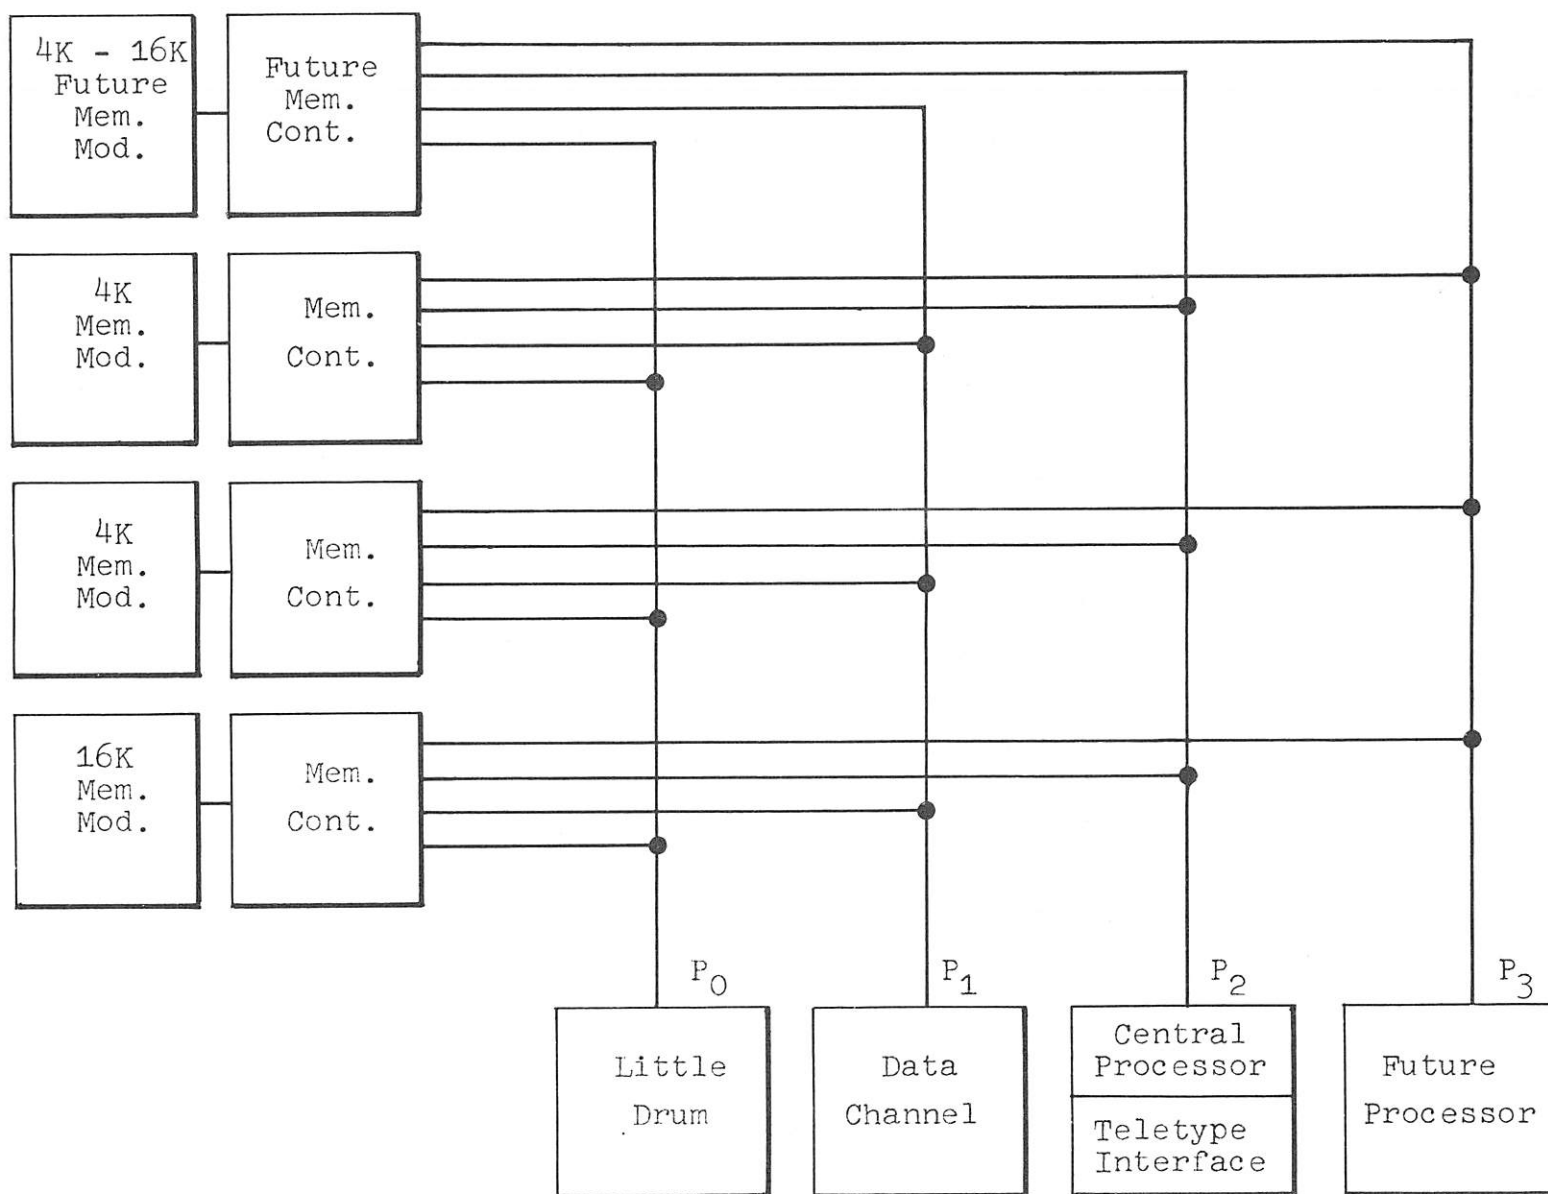 4K - 16K
Future
Mem.
Mod.
Future
Mem.
Cont.
4K
Mem.
Mod.
Mem.
Cont.
4K
Mem.
Mod.
Mem.
Cont.
16K
Mem.
Mod.
Mem.
Cont.
P0
P1
P2
P3
Little
Drum
Data
Channel
Central
Processor
Teletype
Interface
Future
Processor